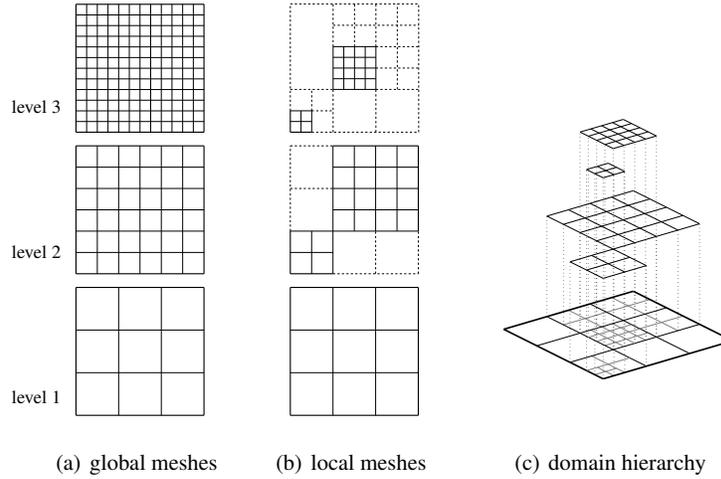 level 3
level 2
level 1
(a) global meshes
(b) local meshes
(c) domain hierarchy